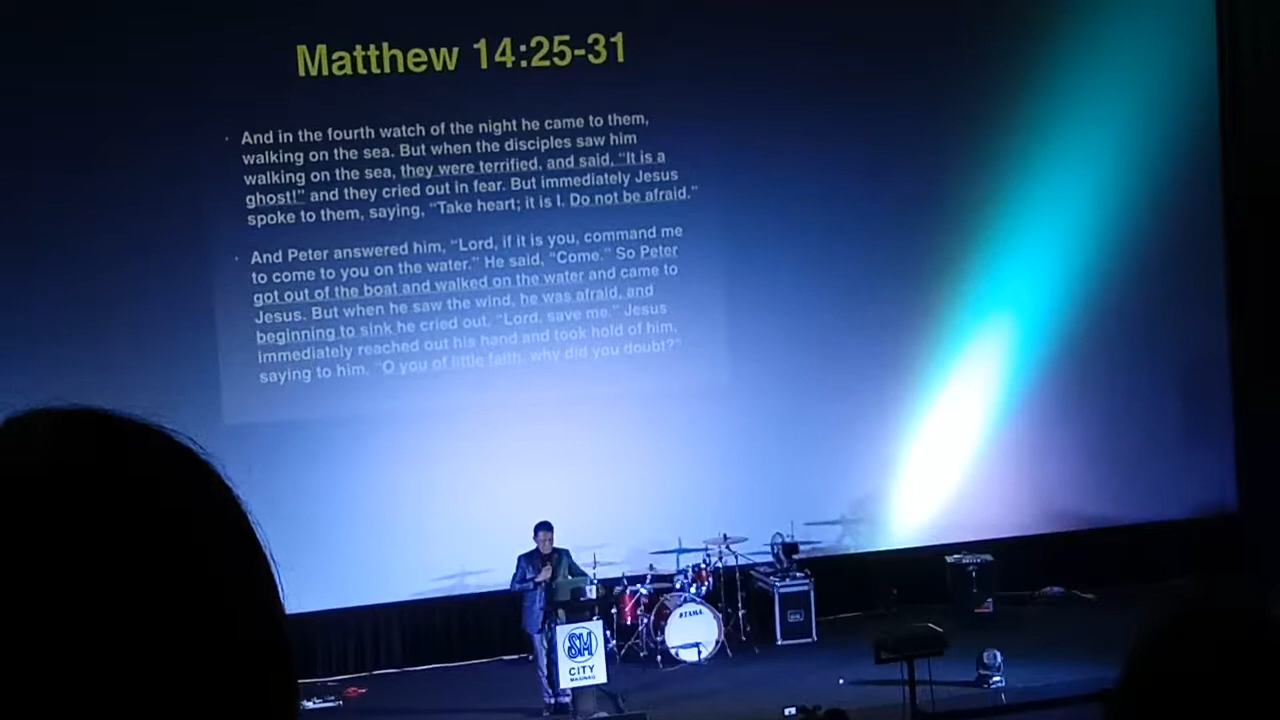 Matthew 14:25-31
· And in the fourth watch of the night he came to them,
walking on the sea. But when the disciples saw him
walking on the sea, they were terrified, and said, “It is a
ghost!” and they cried out in fear. But immediately Jesus
spoke to them, saying, “Take heart; it is I. Do not be afraid.”
· And Peter answered him, “Lord, if it is you, command me
to come to you on the water.” He said, “Come.” So Peter
got out of the boat and walked on the water and came to
Jesus. But when he saw the wind, he was afraid, and
beginning to sink he cried out, “Lord, save me.” Jesus
immediately reached out his hand and took hold of him,
saying to him, “O you of little faith, why did you doubt?”
TAMA
SM
CITY
MASINAG